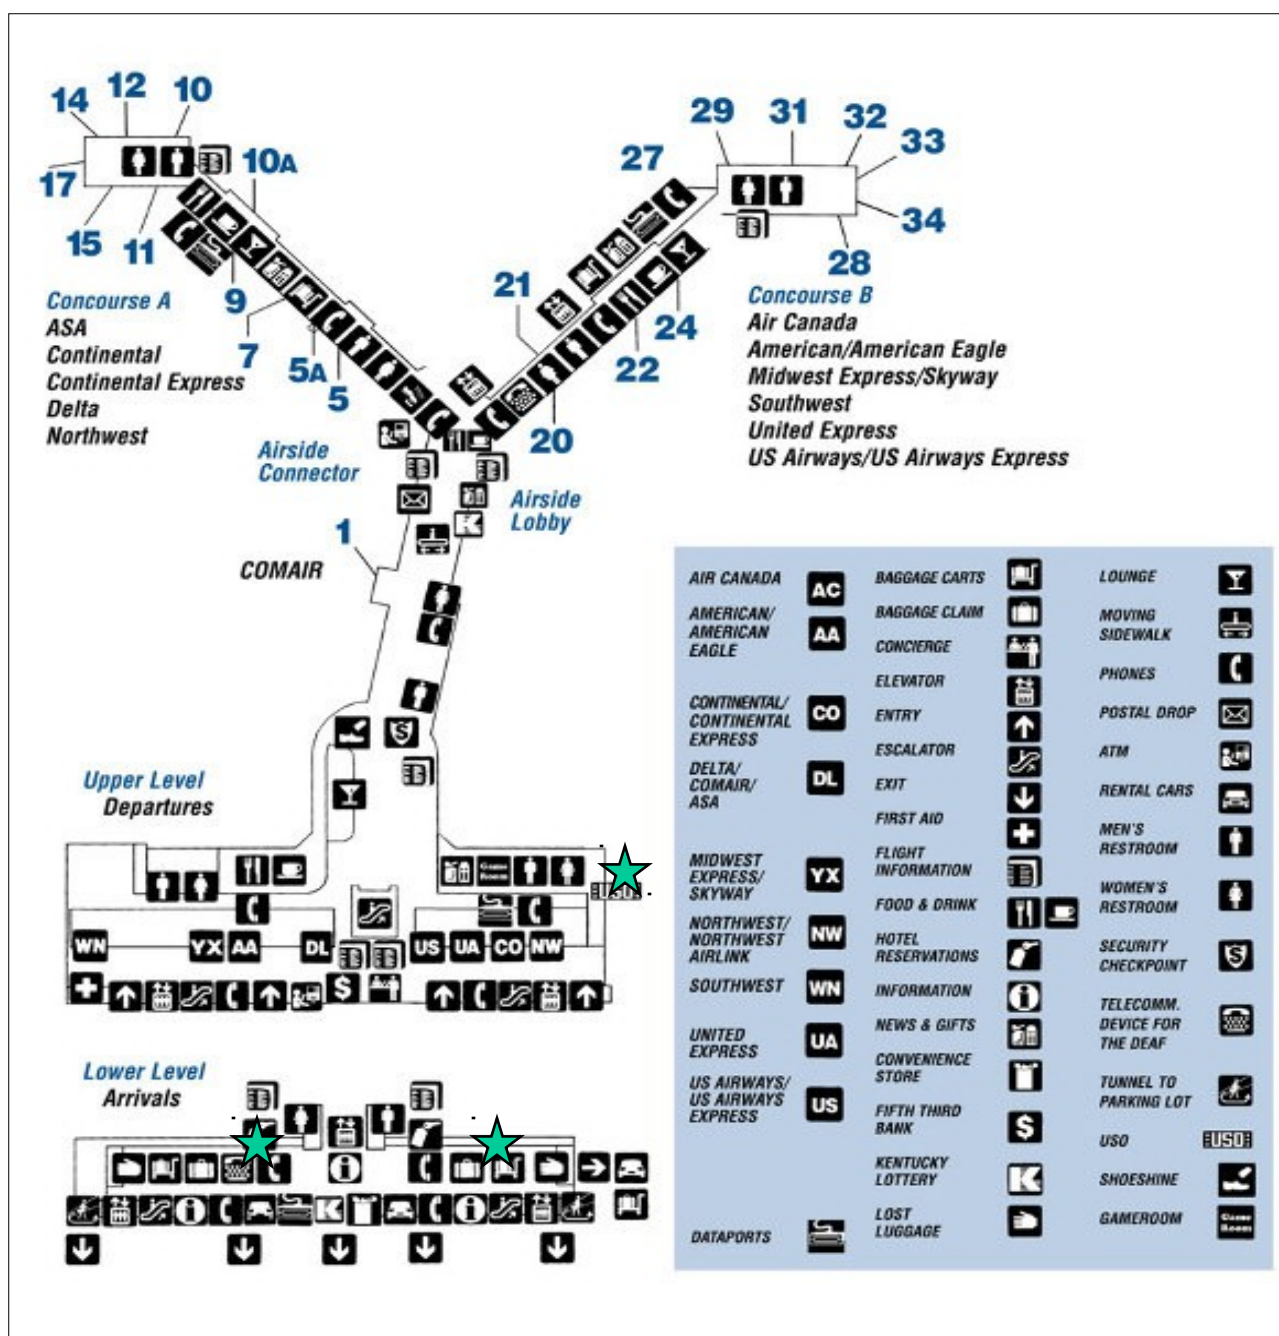 12
10
14
10A
17
15
11
9
7
5A
5
Concourse A
ASA
Continental
Continental Express
Delta
Northwest
29
31
32
27
33
34
28
21
24
22
20
Concourse B
Air Canada
American/American Eagle
Midwest Express/Skyway
Southwest
United Express
US Airways/US Airways Express
Airside
Connector
Airside
Lobby
K
1
COMAIR
S
Upper Level
Departures
Game
Room
USO
WN
YX
AA
DL
US
UA
CO
NW
$
Lower Level
Arrivals
i
i
K
i
AIR CANADA
AC
AMERICAN/
AMERICAN
EAGLE
AA
CONTINENTAL/
CONTINENTAL
EXPRESS
CO
DELTA/
COMAIR/
ASA
DL
MIDWEST
EXPRESS/
SKYWAY
YX
NORTHWEST/
NORTHWEST
AIRLINK
NW
SOUTHWEST
WN
UNITED
EXPRESS
UA
US AIRWAYS/
US AIRWAYS
EXPRESS
US
DATAPORTS
BAGGAGE CARTS
BAGGAGE CLAIM
CONCIERGE
ELEVATOR
ENTRY
ESCALATOR
EXIT
FIRST AID
FLIGHT
INFORMATION
FOOD & DRINK
HOTEL
RESERVATIONS
INFORMATION
i
NEWS & GIFTS
CONVENIENCE
STORE
FIFTH THIRD
BANK
$
KENTUCKY
LOTTERY
K
LOST
LUGGAGE
LOUNGE
MOVING
SIDEWALK
PHONES
POSTAL DROP
ATM
RENTAL CARS
MEN'S
RESTROOM
WOMEN'S
RESTROOM
SECURITY
CHECKPOINT
S
TELECOMM.
DEVICE FOR
THE DEAF
TUNNEL TO
PARKING LOT
USO
USO
SHOESHINE
GAMEROOM
Game
Room